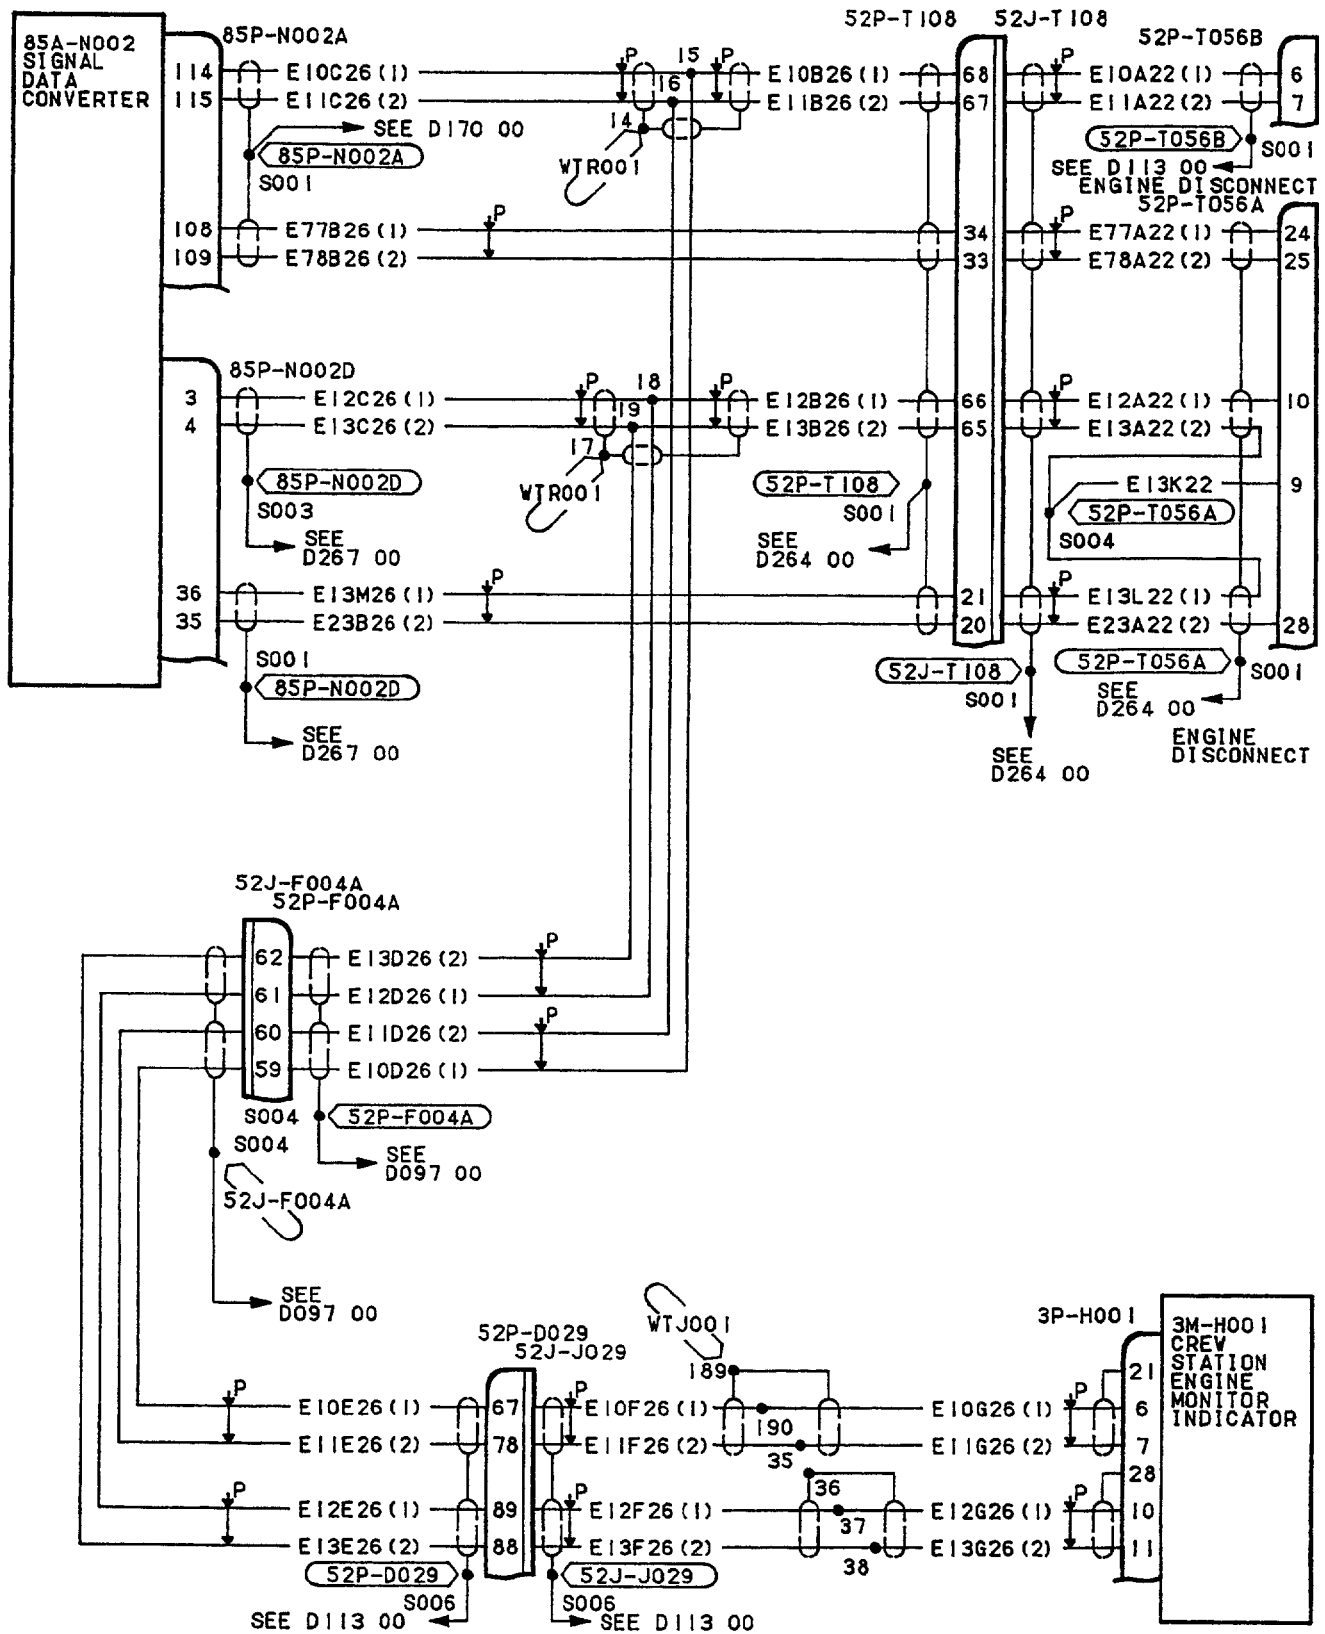 52P-T108 52J-T108
85A-N002
SIGNAL
DATA
CONVERTER
85P-N002A
52P-T056B
114 E10C26(1) P 15 P E10B26(1) 68 P E10A22(1) 6
115 E11C26(2) 16 E11B26(2) 67 E11A22(2) 7
SEE D170 00
14
52P-T056B S001
85P-N002A
S001
WTR001
SEE D113 00
ENGINE DISCONNECT
52P-T056A
108 E77B26(1) P 34 P E77A22(1) 24
109 E78B26(2) 33 E78A22(2) 25
85P-N002D
3 E12C26(1) P 18 P E12B26(1) 66 P E12A22(1) 10
4 E13C26(2) 19 E13B26(2) 65 E13A22(2)
17
85P-N002D
S003
WTR001
52P-T108
S001
E13K22 9
52P-T056A
S004
SEE
D267 00
SEE
D264 00
36 E13M26(1) P 21 P E13L22(1)
35 E23B26(2) 20 E23A22(2) 28
S001
85P-N002D
52J-T108
S001
52P-T056A
S001
SEE
D264 00
SEE
D267 00
SEE
D264 00
ENGINE
DISCONNECT
52J-F004A
52P-F004A
62 E13D26(2) P
61 E12D26(1)
60 E11D26(2) P
59 E10D26(1)
S004 52P-F004A
S004
SEE
D097 00
52J-F004A
SEE
D097 00
WTJ001
52P-D029
52J-J029
3P-H001
3M-H001
CREW
STATION
ENGINE
MONITOR
INDICATOR
189 21
P E10E26(1) 67 P E10F26(1) 190 E10G26(1) P 6
E11E26(2) 78 E11F26(2) 35 E11G26(2) 7
36 28
P E12E26(1) 89 P E12F26(1) 37 E12G26(1) P 10
E13E26(2) 88 E13F26(2) 38 E13G26(2) 11
52P-D029 52J-J029
S006 S006
SEE D113 00 SEE D113 00